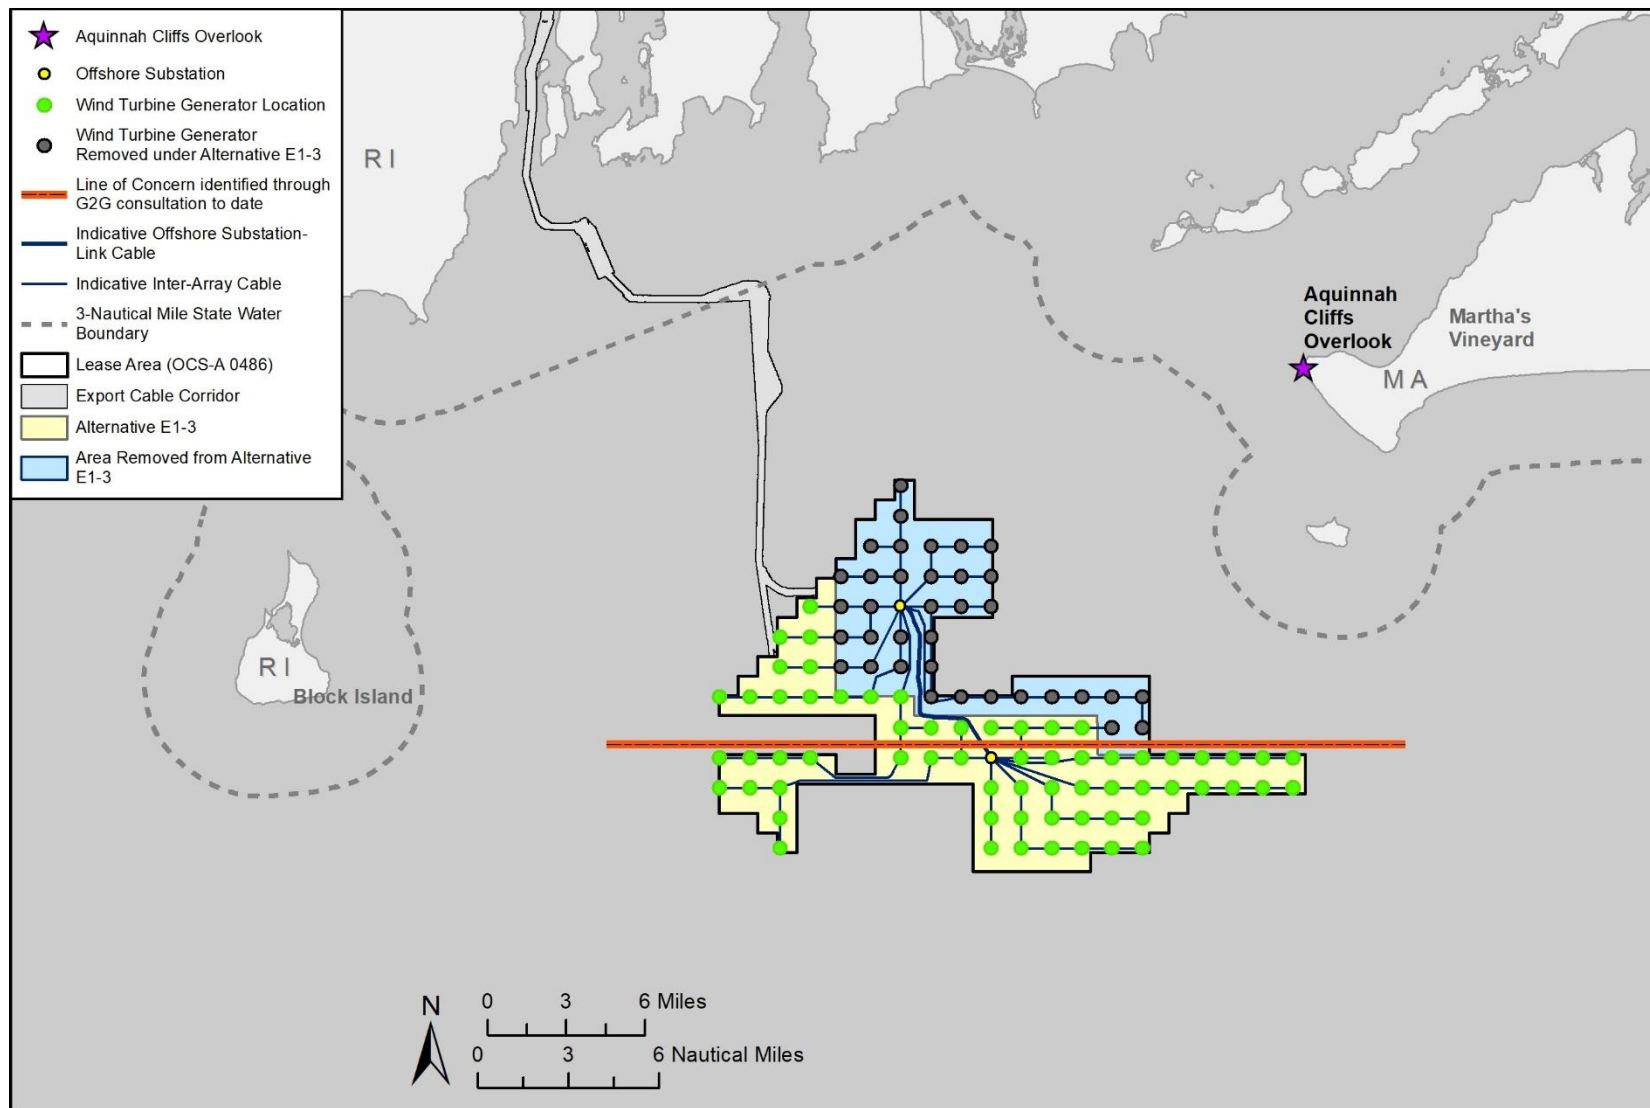 Aquinnah Cliffs Overlook
Offshore Substation
Wind Turbine Generator Location
Wind Turbine Generator
Removed under Alternative E1-3
Line of Concern identified through
G2G consultation to date
Indicative Offshore Substation-
Link Cable
Indicative Inter-Array Cable
3-Nautical Mile State Water
Boundary
Lease Area (OCS-A 0486)
Export Cable Corridor
Alternative E1-3
Area Removed from Alternative
E1-3
RI
Aquinnah
Cliffs
Overlook
Martha's
Vineyard
MA
RI
Block Island
N
0 3 6 Miles
0 3 6 Nautical Miles